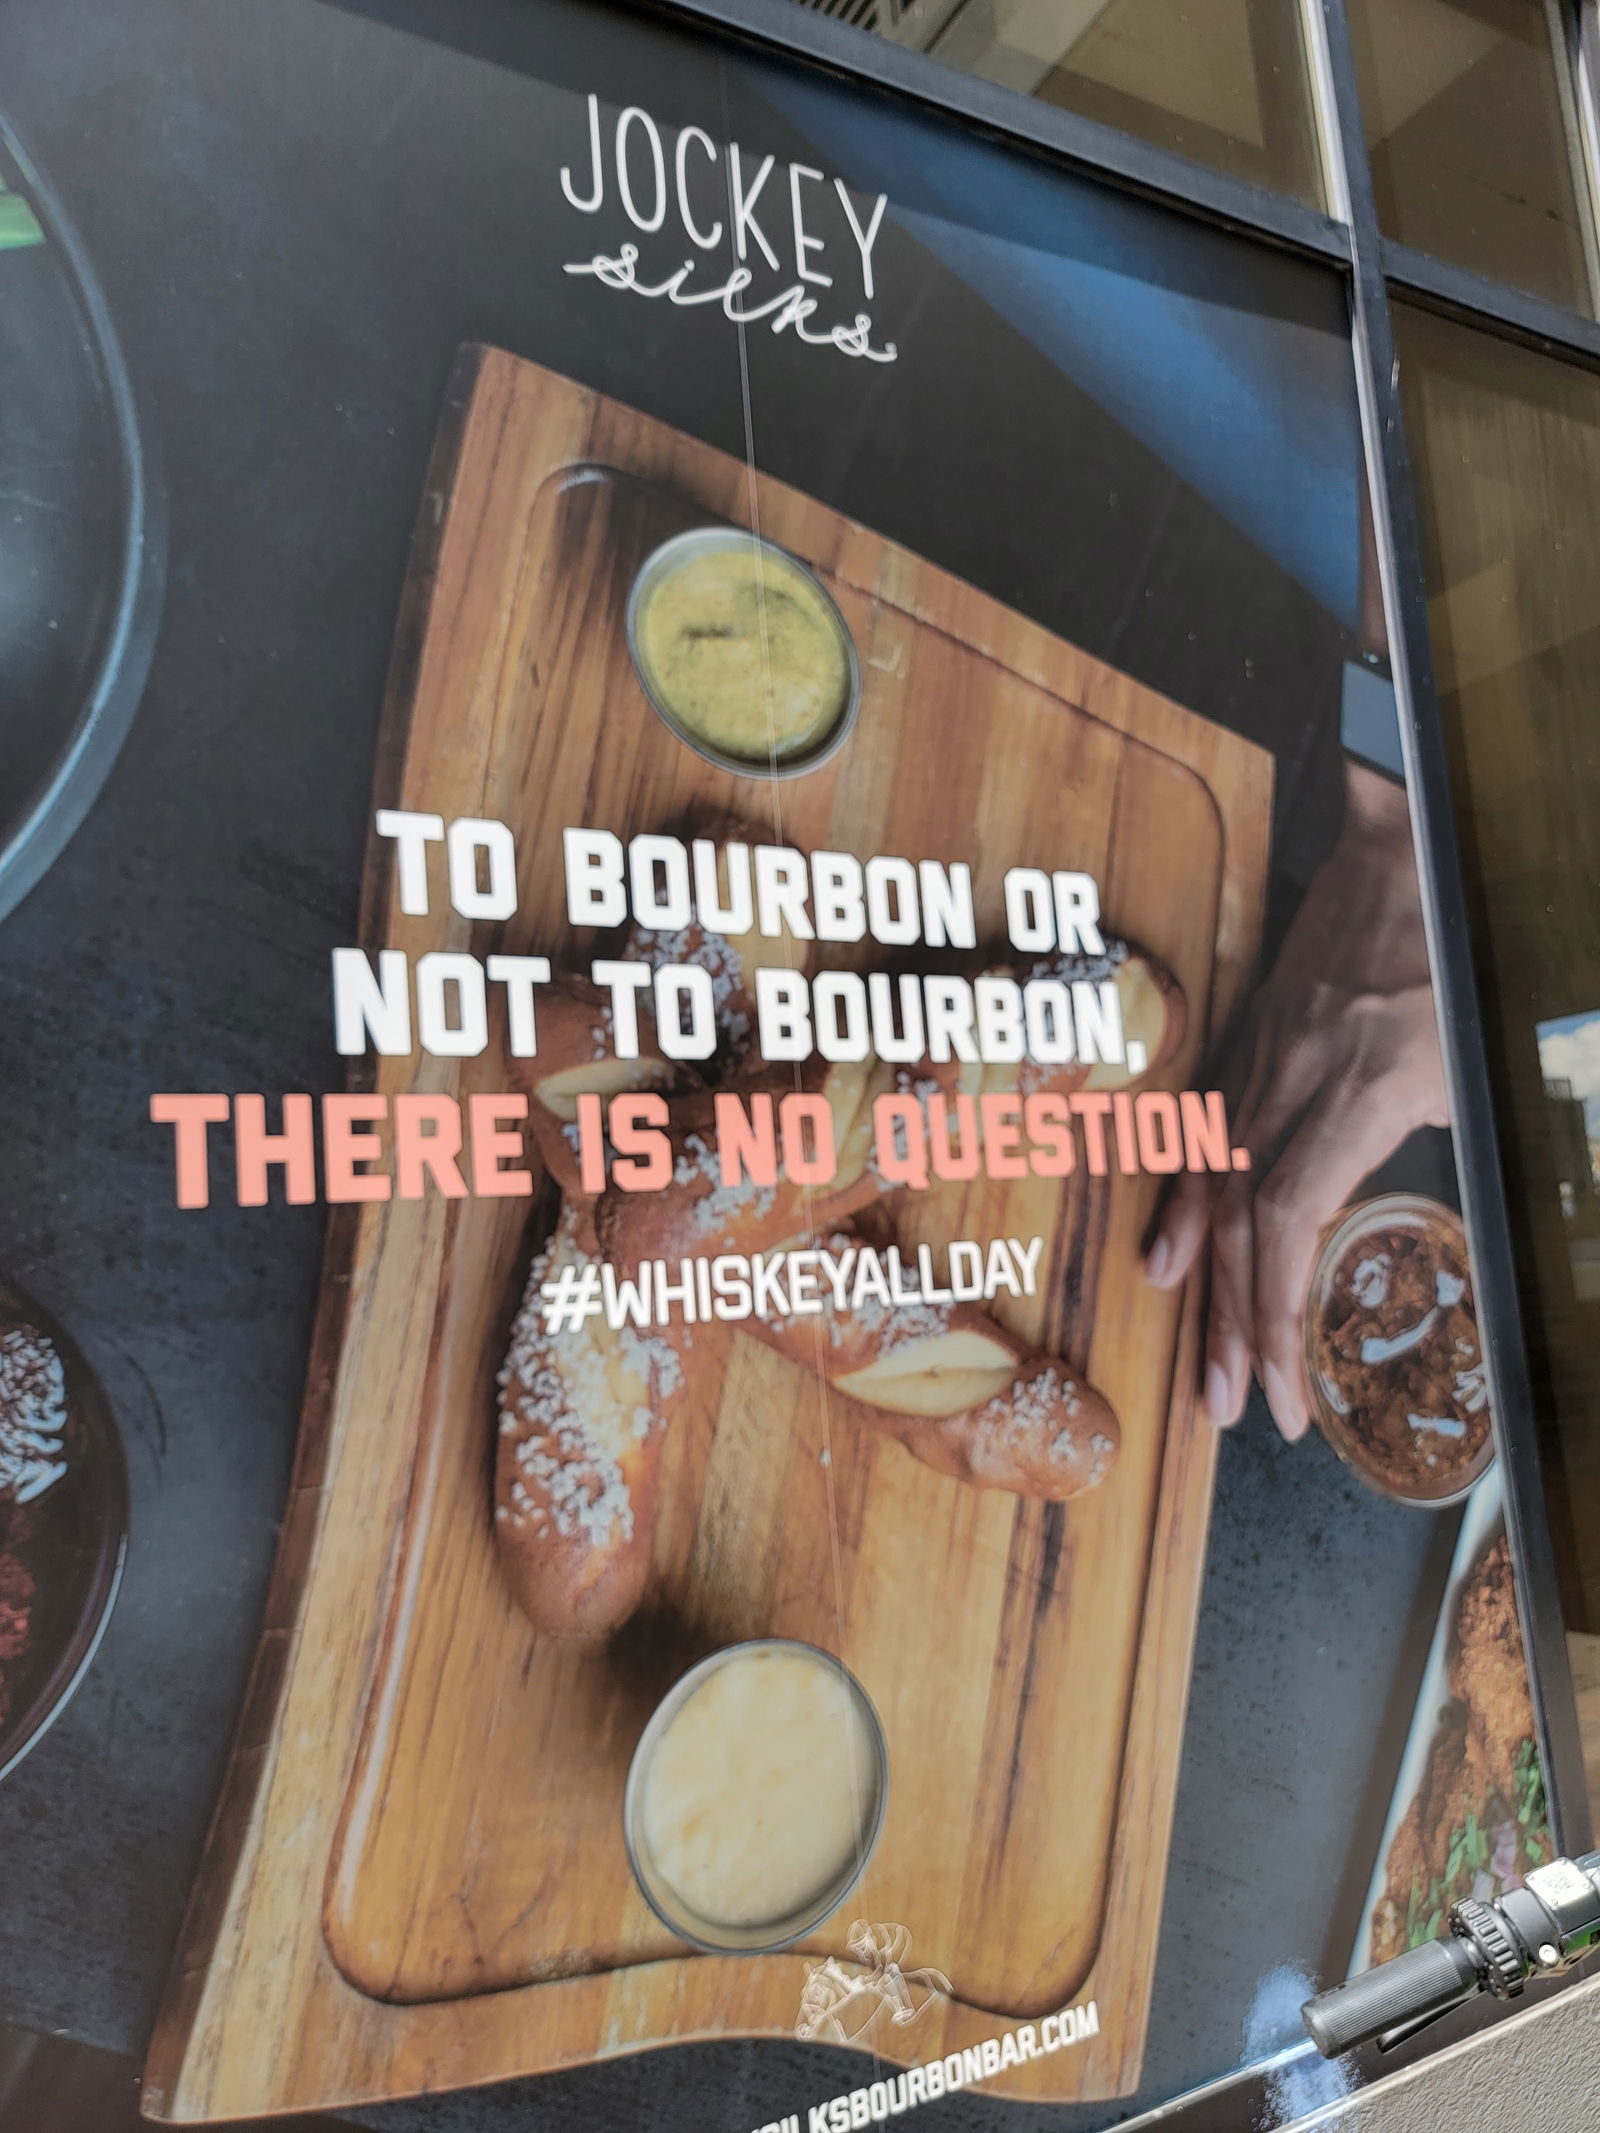 JOCKEY
silks
TO BOURBON OR
NOT TO BOURBON,
THERE IS NO QUESTION.
#WHISKEYALLDAY